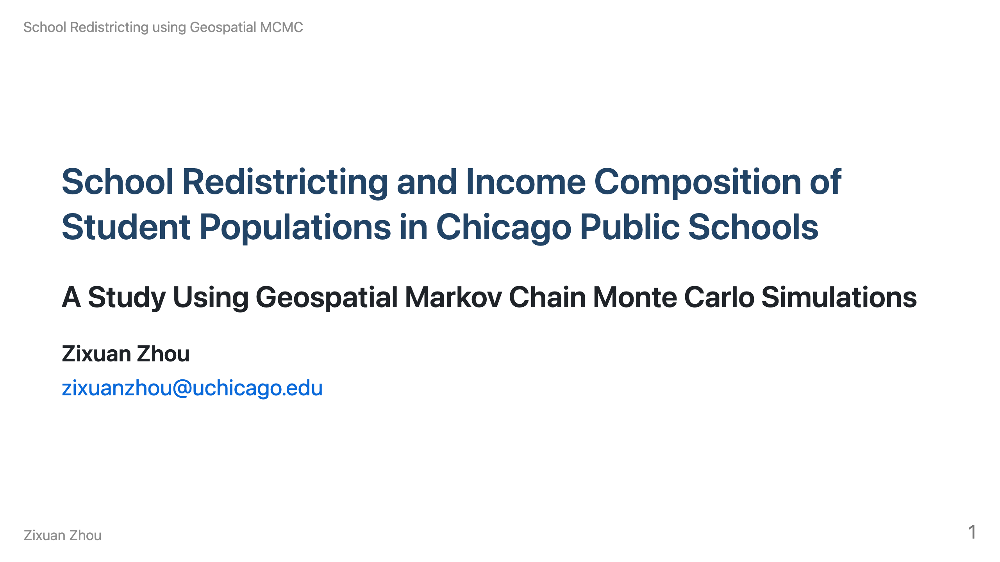 School Redistricting using Geospatial MCMC
School Redistricting and Income Composition of
Student Populations in Chicago Public Schools
A Study Using Geospatial Markov Chain Monte Carlo Simulations
Zixuan Zhou
zixuanzhou@uchicago.edu
Zixuan Zhou
1